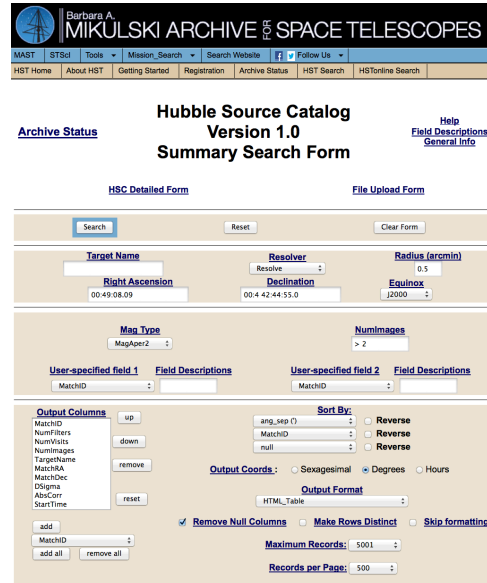 Barbara A.
MIKULSKI ARCHIVE FOR SPACE TELESCOPES
MAST STScI Tools Mission_Search Search Website Follow Us
HST Home About HST Getting Started Registration Archive Status HST Search HSTonline Search
Hubble Source Catalog
Version 1.0
Summary Search Form
Archive Status
Help
Field Descriptions
General Info
HSC Detailed Form File Upload Form
Search Reset Clear Form
Target Name Resolver Radius (arcmin)
Resolve 0.5
Right Ascension Declination Equinox
00:49:08.09 00:4 42:44:55.0 J2000
Mag Type NumImages
MagAper2 > 2
User-specified field 1 Field Descriptions User-specified field 2 Field Descriptions
MatchID MatchID
Output Columns
MatchID
NumFilters
NumVisits
NumImages
TargetName
MatchRA
MatchDec
DSigma
AbsCorr
StartTime
up
down
remove
reset
add
MatchID
add all remove all
Sort By:
ang_sep (') Reverse
MatchID Reverse
null Reverse
Output Coords : Sexagesimal Degrees Hours
Output Format
HTML_Table
Remove Null Columns Make Rows Distinct Skip formatting
Maximum Records: 5001
Records per Page: 500